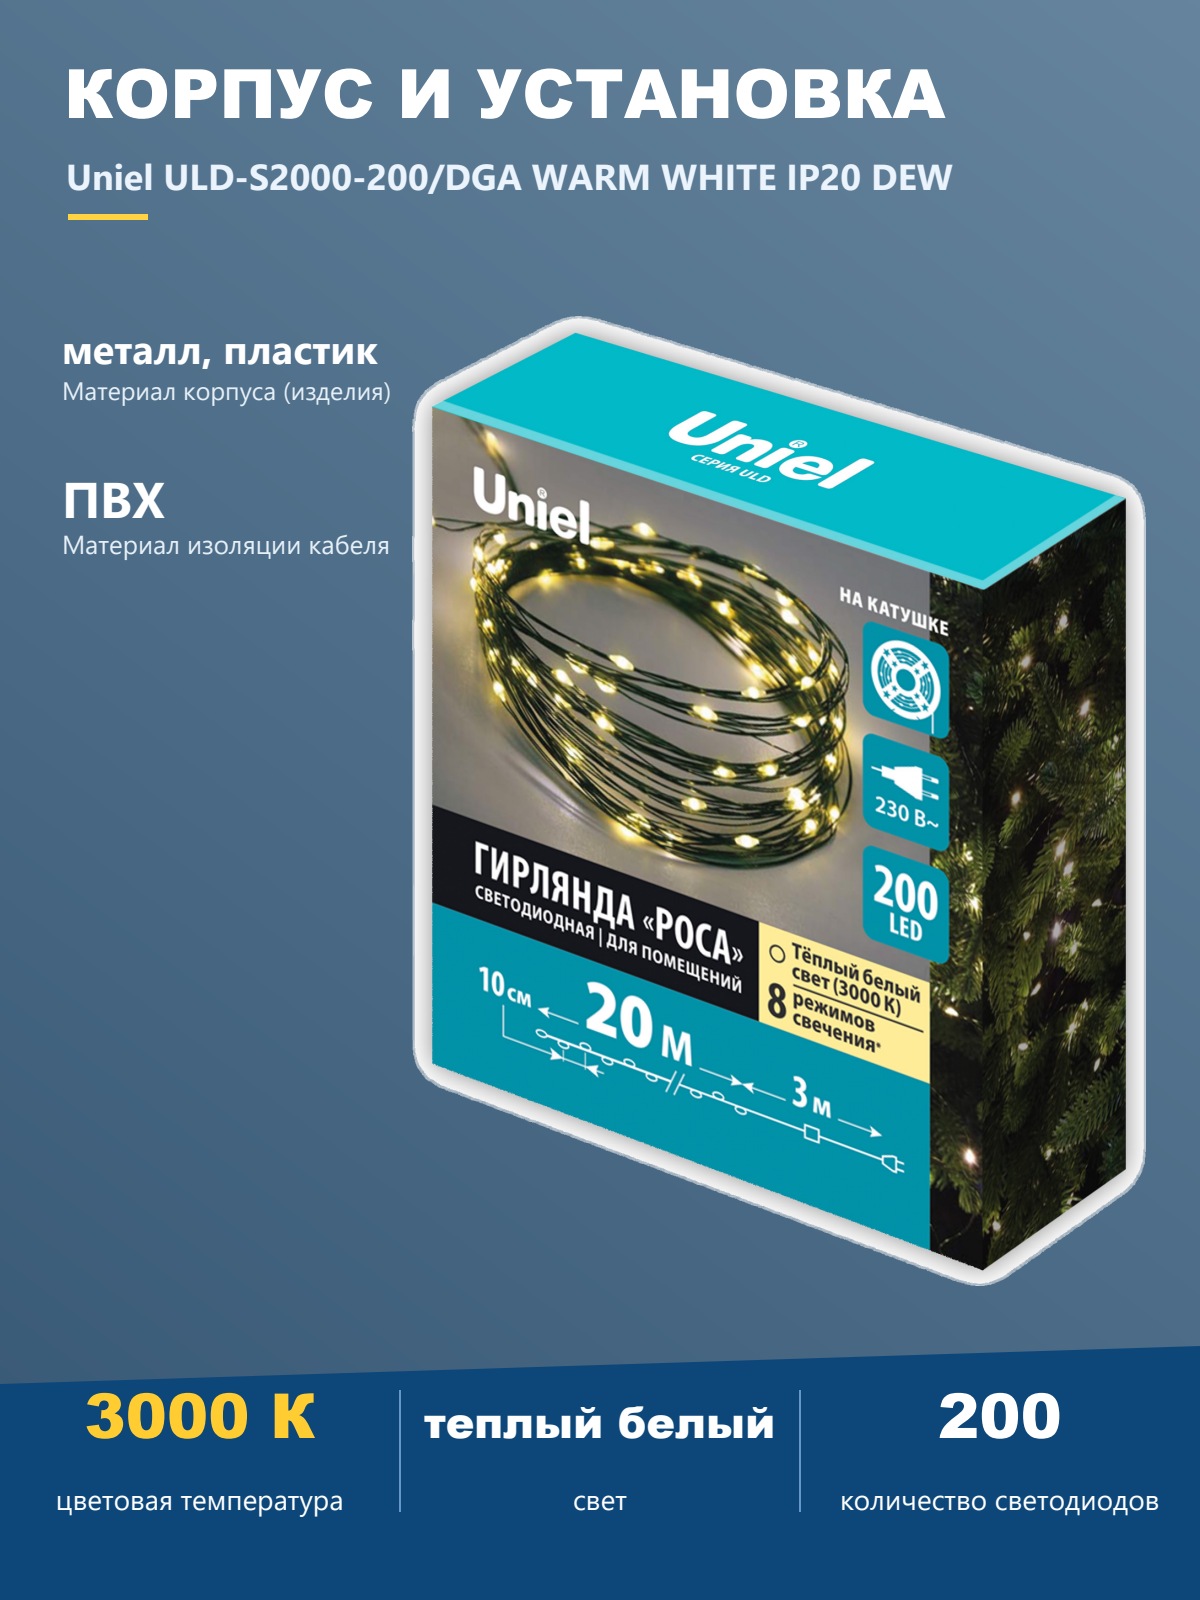 КОРПУС И УСТАНОВКА
Uniel ULD-S2000-200/DGA WARM WHITE IP20 DEW
металл, пластик
Материал корпуса (изделия)
ПВХ
Материал изоляции кабеля
Uniel®
СЕРИЯ ULD
Uniel®
НА КАТУШКЕ
230 В~
200
LED
ГИРЛЯНДА «РОСА»
СВЕТОДИОДНАЯ | ДЛЯ ПОМЕЩЕНИЙ
Тёплый белый
свет (3000 К)
8 режимов
свечения*
10 см
20 м
3 м
3000 К
цветовая температура
теплый белый
свет
200
количество светодиодов